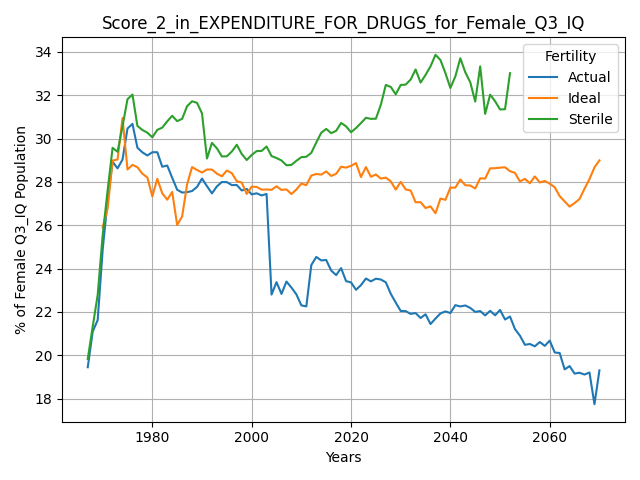 Score_2_in_EXPENDITURE_FOR_DRUGS_for_Female_Q3_IQ
% of Female Q3_IQ Population
34
32
30
28
26
24
22
20
18
Fertility
Actual
Ideal
Sterile
1980
2000
2020
2040
2060
Years